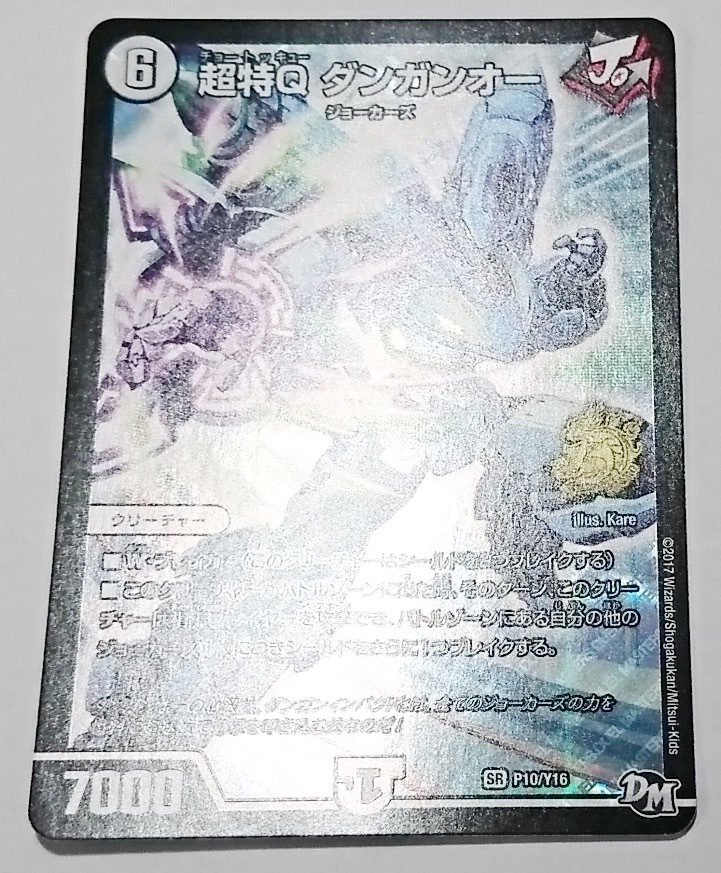 チョートッキュー
6
超特Q ダンガンオー
J
ジョーカーズ
クリーチャー
illus. Kare
W・ブレイカー(このクリーチャーはシールドを2つブレイクする)
このクリーチャーがバトルゾーンに出た時、そのターン、このクリー
チャーは でき、バトルゾーンにある自分の他の
ジョーカーズ1 につきシールドをさらに1つブレイクする。
ダンガンインパクト 全てのジョーカーズの力を
©2017 Wizards/Shogakukan/Mitsui-Kids
7000
J
SR P10/Y16
DM